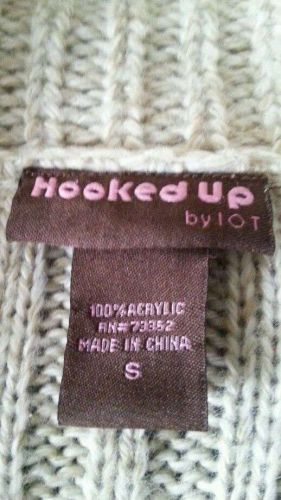 Hooked Up
by IOT
100% ACRYLIC
RN# 73352
MADE IN CHINA
S